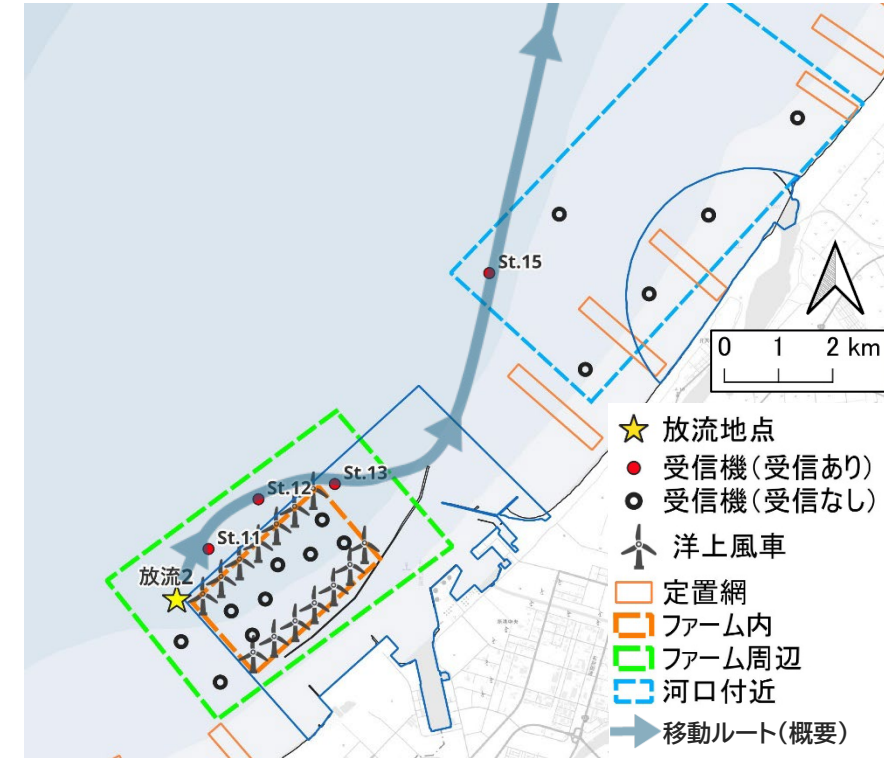 St.15
0 1 2 km
St.13
St.12
St.11
放流2
放流地点
受信機(受信あり)
受信機(受信なし)
洋上風車
定置網
ファーム内
ファーム周辺
河口付近
移動ルート(概要)